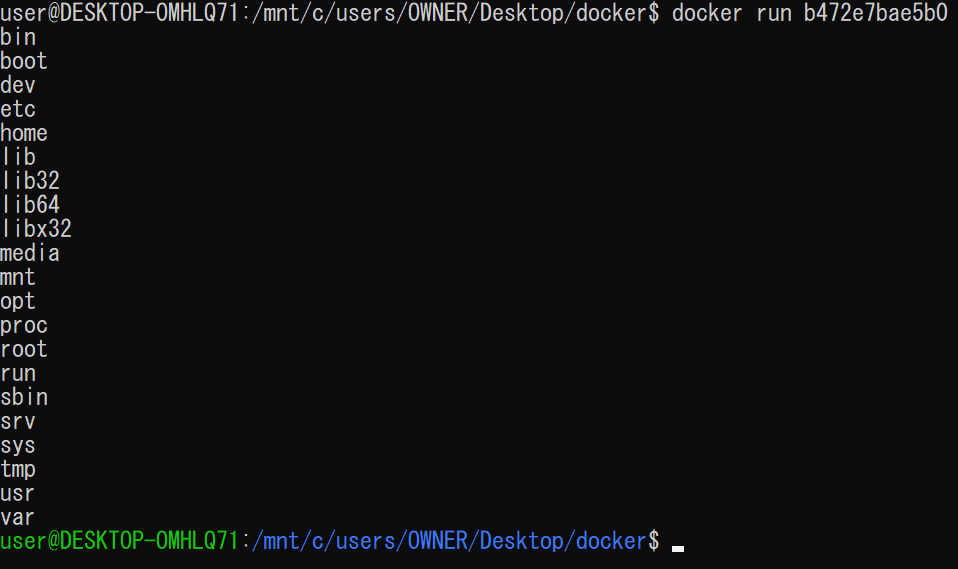 user@DESKTOP-OMHLQ71:/mnt/c/users/OWNER/Desktop/docker$ docker run b472e7bae5b0
bin
boot
dev
etc
home
lib
lib32
lib64
libx32
media
mnt
opt
proc
root
run
sbin
srv
sys
tmp
usr
var
user@DESKTOP-OMHLQ71:/mnt/c/users/OWNER/Desktop/docker$